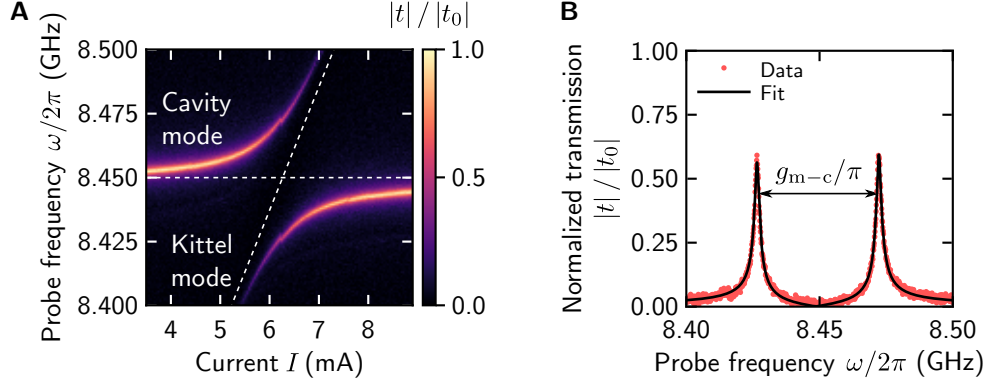 A
|t| / |t₀|
Probe frequency ω/2π (GHz)
8.500
8.475
8.450
8.425
8.400
Cavity
mode
Kittel
mode
4 5 6 7 8
Current I (mA)
1.0
0.5
0.0
B
Normalized transmission
|t| / |t₀|
1.00
0.75
0.50
0.25
0.00
Data
Fit
gₘ₋c/π
8.40 8.45 8.50
Probe frequency ω/2π (GHz)